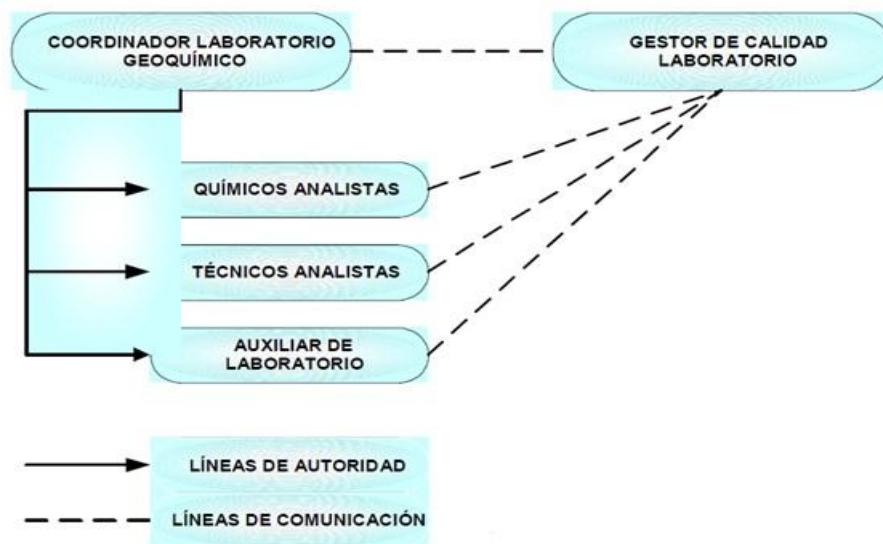 COORDINADOR LABORATORIO
GEOQUÍMICO
GESTOR DE CALIDAD
LABORATORIO
QUÍMICOS ANALISTAS
TÉCNICOS ANALISTAS
AUXILIAR DE
LABORATORIO
LÍNEAS DE AUTORIDAD
LÍNEAS DE COMUNICACIÓN